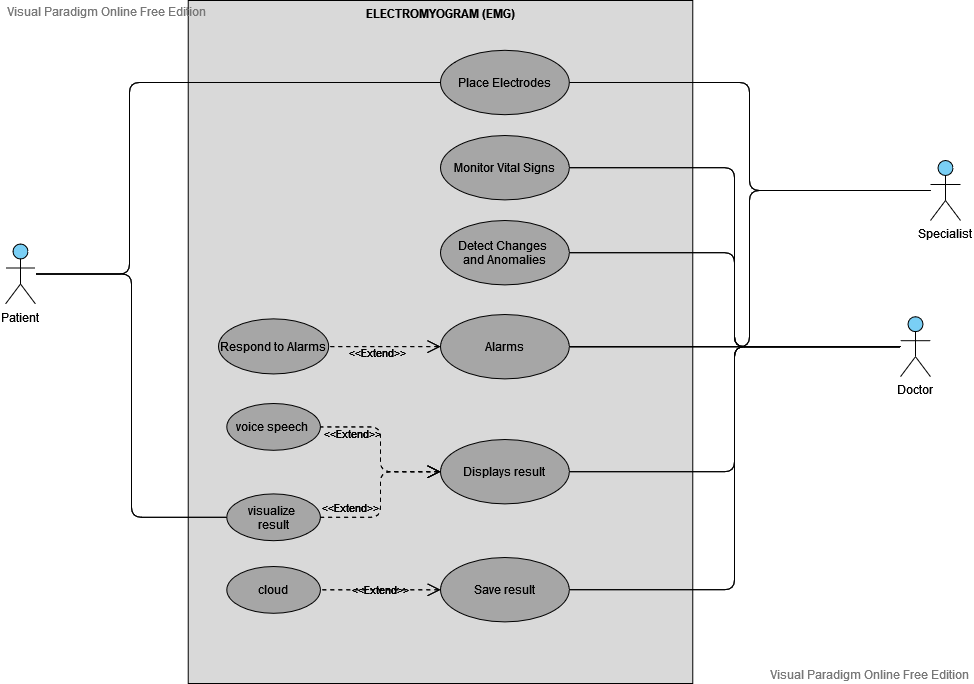 Visual Paradigm Online Free Edition
ELECTROMYOGRAM (EMG)
Place Electrodes
Monitor Vital Signs
Specialist
Detect Changes
and Anomalies
Patient
Respond to Alarms
<<Extend>>
Alarms
Doctor
voice speech
<<Extend>>
Displays result
visualize
result
<<Extend>>
cloud
<<Extend>>
Save result
Visual Paradigm Online Free Edition